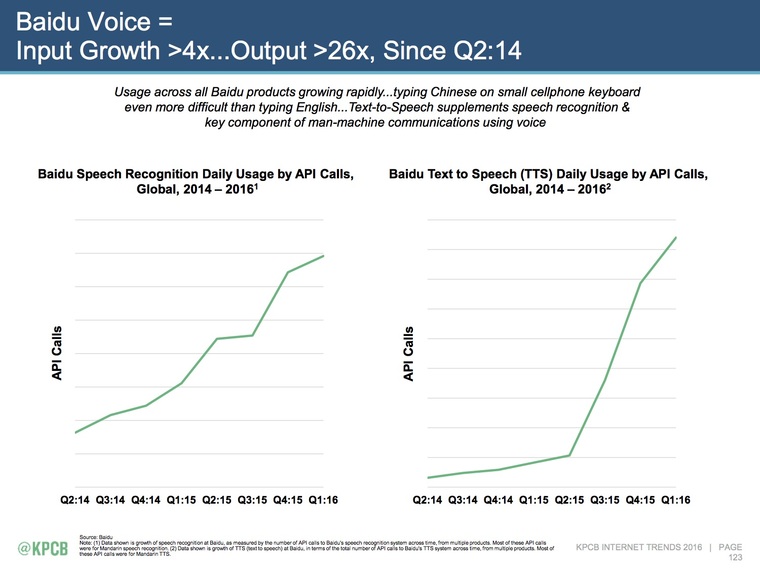 Baidu Voice =
Input Growth >4x...Output >26x, Since Q2:14
Usage across all Baidu products growing rapidly...typing Chinese on small cellphone keyboard
even more difficult than typing English...Text-to-Speech supplements speech recognition &
key component of man-machine communications using voice
Baidu Speech Recognition Daily Usage by API Calls,
Global, 2014 – 2016¹
API Calls
Q2:14 Q3:14 Q4:14 Q1:15 Q2:15 Q3:15 Q4:15 Q1:16
Baidu Text to Speech (TTS) Daily Usage by API Calls,
Global, 2014 – 2016²
API Calls
Q2:14 Q3:14 Q4:14 Q1:15 Q2:15 Q3:15 Q4:15 Q1:16
@KPCB
Source: Baidu
Note: (1) Data shown is growth of speech recognition at Baidu, as measured by the number of API calls to Baidu's speech recognition system across time, from multiple products. Most of these API calls
were for Mandarin speech recognition; (2) Data shown is growth of TTS (text to speech) at Baidu, in terms of the total number of API calls to Baidu's TTS system across time, from multiple products. Most of
these API calls were for Mandarin TTS.
KPCB INTERNET TRENDS 2016 | PAGE
123